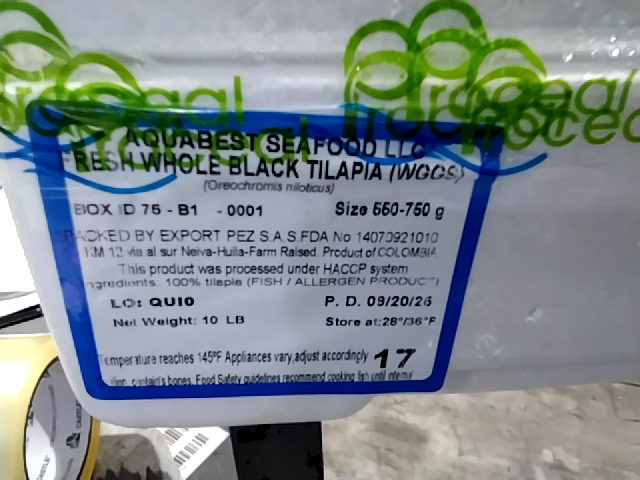 AQUABEST SEAFOOD LLC
FRESH WHOLE BLACK TILAPIA (WGGS)
(Oreochromis niloticus)
BOX ID 75 - B1 - 0001 Size 550-750 g
PACKED BY EXPORT PEZ S.A.S. FDA No 14070921010
KM 12 via al sur Neiva-Huila-Farm Raised. Product of COLOMBIA
This product was processed under HACCP system
Ingredients: 100% tilapia (FISH / ALLERGEN PRODUCT)
LO: QUI0 P. D. 09/20/25
Net Weight: 10 LB Store at:28°/36°F
Temperature reaches 145ºF Appliances vary,adjust accordingly 17
contains bones. Food Safety guidelines recommend cooking fish until internal
CASTLE